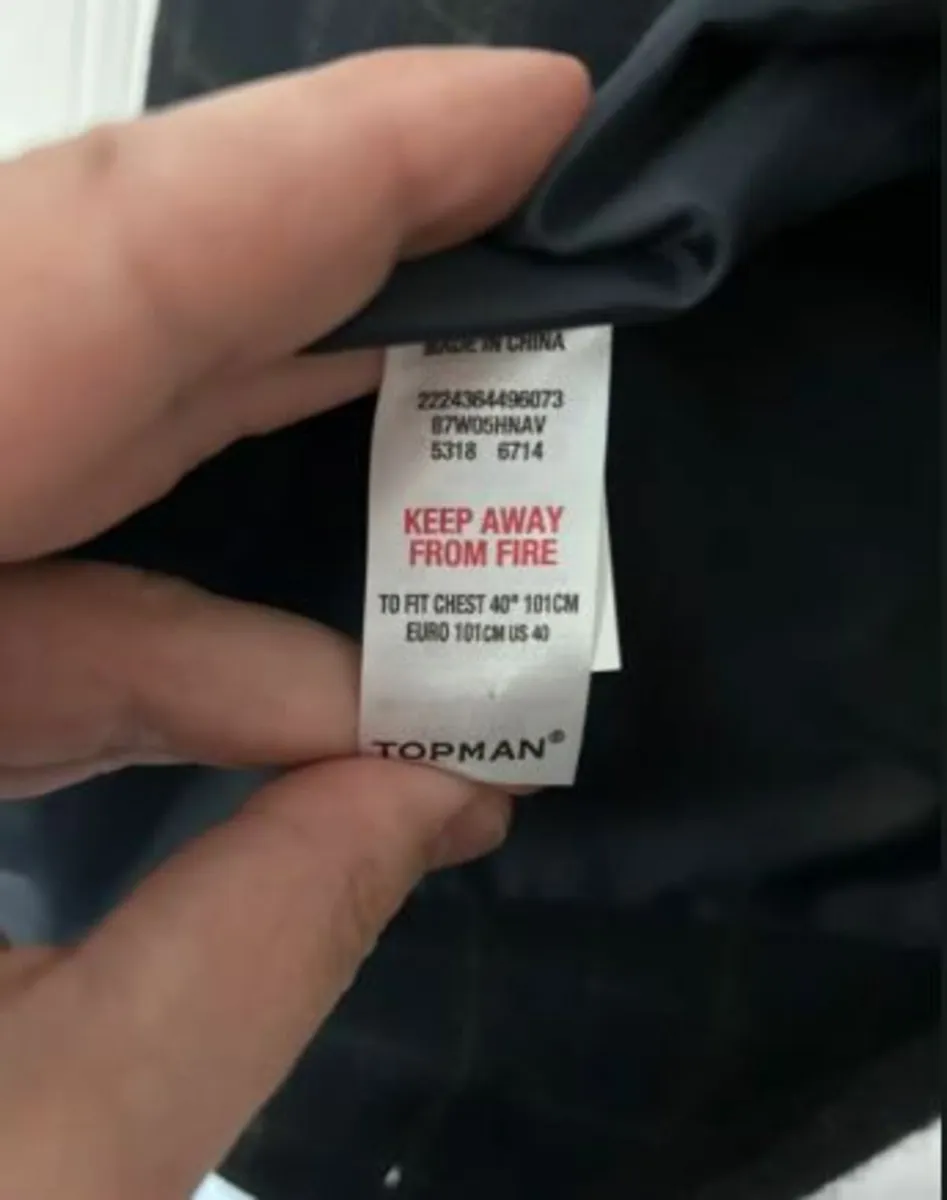 MADE IN CHINA
2224364496073
87W05HNAV
5318 6714
KEEP AWAY
FROM FIRE
TO FIT CHEST 40" 101CM
EURO 101CM US 40
TOPMAN®